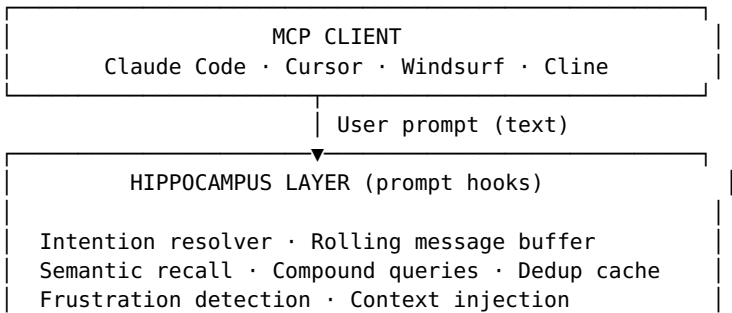 MCP CLIENT
Claude Code · Cursor · Windsurf · Cline
User prompt (text)
HIPPOCAMPUS LAYER (prompt hooks)
Intention resolver · Rolling message buffer
Semantic recall · Compound queries · Dedup cache
Frustration detection · Context injection